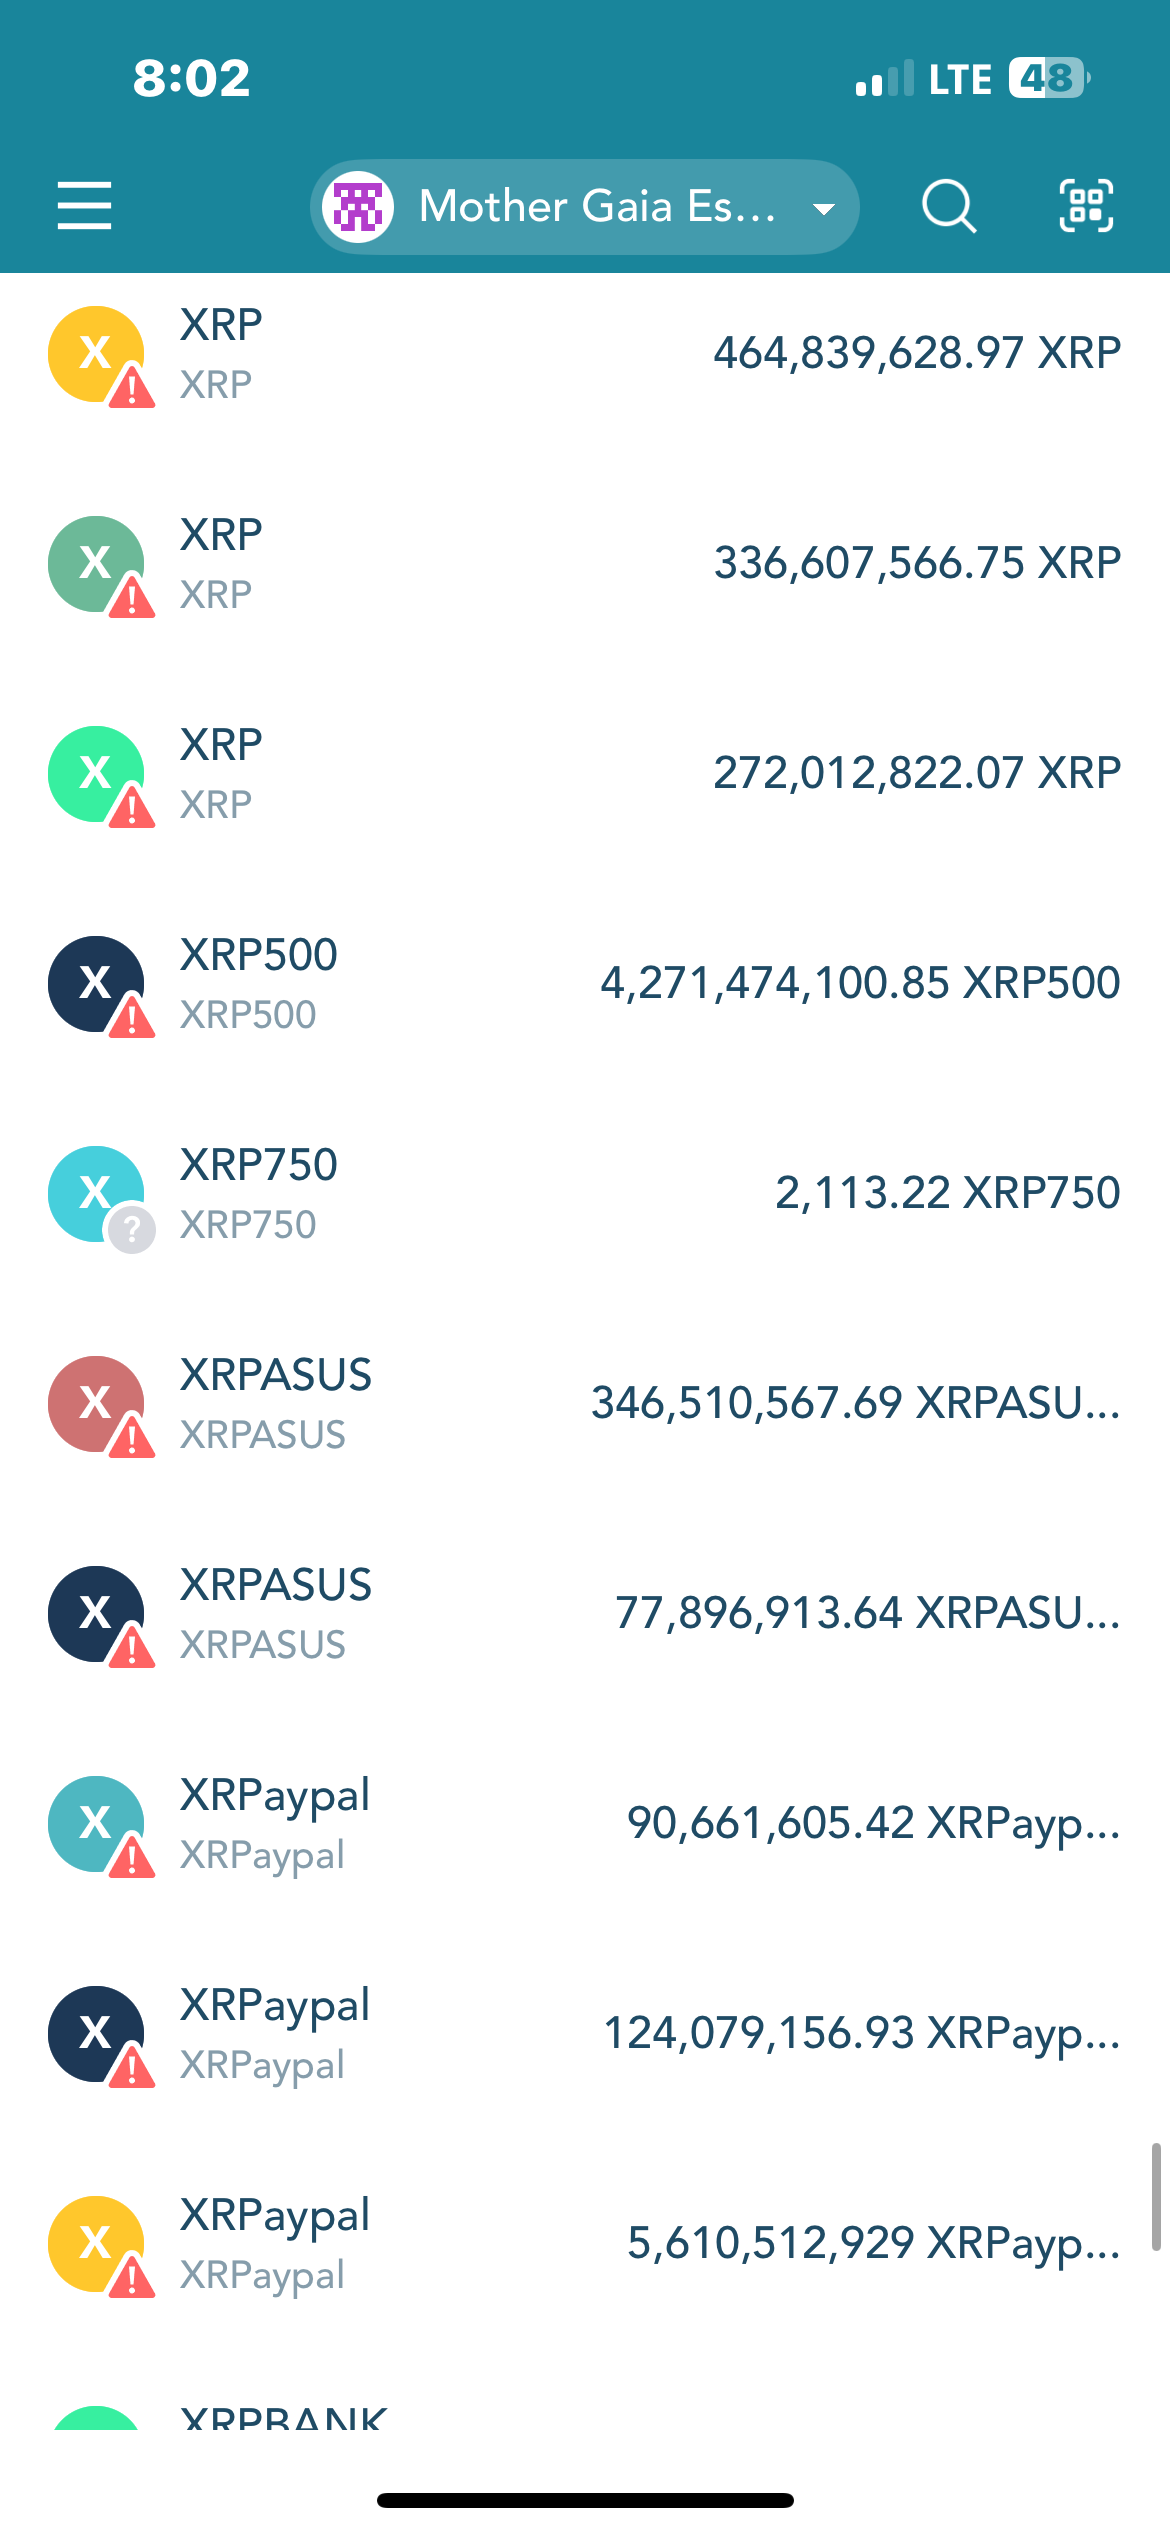 8:02
LTE 48
Mother Gaia Es...
XRP
XRP
464,839,628.97 XRP
XRP
XRP
336,607,566.75 XRP
XRP
XRP
272,012,822.07 XRP
XRP500
XRP500
4,271,474,100.85 XRP500
XRP750
XRP750
2,113.22 XRP750
XRPASUS
XRPASUS
346,510,567.69 XRPASU...
XRPASUS
XRPASUS
77,896,913.64 XRPASU...
XRPaypal
XRPaypal
90,661,605.42 XRPayp...
XRPaypal
XRPaypal
124,079,156.93 XRPayp...
XRPaypal
XRPaypal
5,610,512,929 XRPayp...
XRPBANK